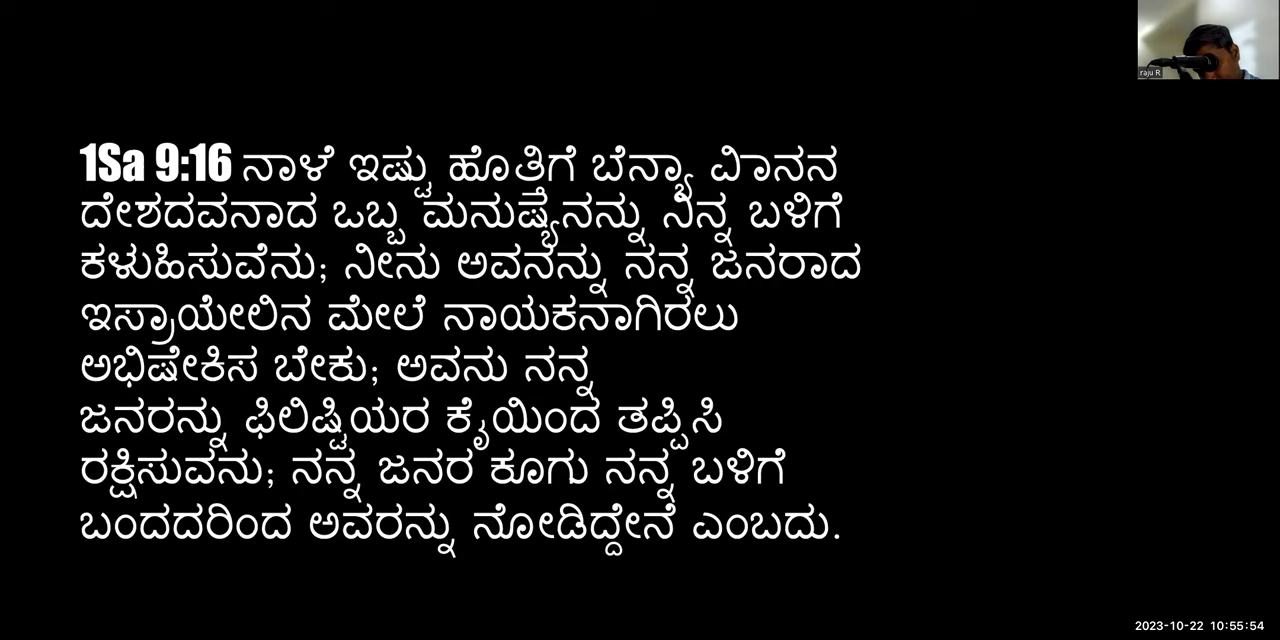 raju R
1Sa 9:16 ನಾಳೆ ಇಷ್ಟು ಹೊತ್ತಿಗೆ ಬೆನ್ಯಾ ವಿಾನನ
ದೇಶದವನಾದ ಒಬ್ಬ ಮನುಷ್ಯನನ್ನು ನಿನ್ನ ಬಳಿಗೆ
ಕಳುಹಿಸುವೆನು; ನೀನು ಅವನನ್ನು ನನ್ನ ಜನರಾದ
ಇಸ್ರಾಯೇಲಿನ ಮೇಲೆ ನಾಯಕನಾಗಿರಲು
ಅಭಿಷೇಕಿಸ ಬೇಕು; ಅವನು ನನ್ನ
ಜನರನ್ನು ಫಿಲಿಷ್ಟಿಯರ ಕೈಯಿಂದ ತಪ್ಪಿಸಿ
ರಕ್ಷಿಸುವನು; ನನ್ನ ಜನರ ಕೂಗು ನನ್ನ ಬಳಿಗೆ
ಬಂದದರಿಂದ ಅವರನ್ನು ನೋಡಿದ್ದೇನೆ ಎಂಬದು.
2023-10-22 10:55:54